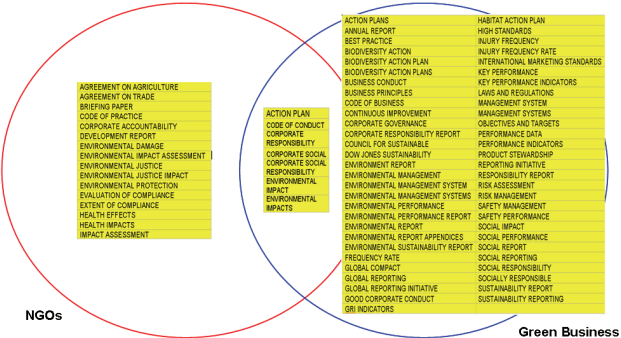 AGREEMENT ON AGRICULTURE
AGREEMENT ON TRADE
BRIEFING PAPER
CODE OF PRACTICE
CORPORATE ACCOUNTABILITY
DEVELOPMENT REPORT
ENVIRONMENTAL DAMAGE
ENVIRONMENTAL IMPACT ASSESSMENT
ENVIRONMENTAL JUSTICE
ENVIRONMENTAL JUSTICE IMPACT
ENVIRONMENTAL PROTECTION
EVALUATION OF COMPLIANCE
EXTENT OF COMPLIANCE
HEALTH EFFECTS
HEALTH IMPACTS
IMPACT ASSESSMENT
ACTION PLAN
CODE OF CONDUCT
CORPORATE
RESPONSIBILITY
CORPORATE SOCIAL
CORPORATE SOCIAL
RESPONSIBILITY
ENVIRONMENTAL
IMPACT
ENVIRONMENTAL
IMPACTS
ACTION PLANS
ANNUAL REPORT
BEST PRACTICE
BIODIVERSITY ACTION
BIODIVERSITY ACTION PLAN
BIODIVERSITY ACTION PLANS
BUSINESS CONDUCT
BUSINESS PRINCIPLES
CODE OF BUSINESS
CONTINUOUS IMPROVEMENT
CORPORATE GOVERNANCE
CORPORATE RESPONSIBILITY REPORT
COUNCIL FOR SUSTAINABLE
DOW JONES SUSTAINABILITY
ENVIRONMENT REPORT
ENVIRONMENTAL MANAGEMENT
ENVIRONMENTAL MANAGEMENT SYSTEM
ENVIRONMENTAL MANAGEMENT SYSTEMS
ENVIRONMENTAL PERFORMANCE
ENVIRONMENTAL PERFORMANCE REPORT
ENVIRONMENTAL REPORT
ENVIRONMENTAL REPORT APPENDICES
ENVIRONMENTAL SUSTAINABILITY REPORT
FREQUENCY RATE
GLOBAL COMPACT
GLOBAL REPORTING
GLOBAL REPORTING INITIATIVE
GOOD CORPORATE CONDUCT
GRI INDICATORS
HABITAT ACTION PLAN
HIGH STANDARDS
INJURY FREQUENCY
INJURY FREQUENCY RATE
INTERNATIONAL MARKETING STANDARDS
KEY PERFORMANCE
KEY PERFORMANCE INDICATORS
LAWS AND REGULATIONS
MANAGEMENT SYSTEM
MANAGEMENT SYSTEMS
OBJECTIVES AND TARGETS
PERFORMANCE DATA
PERFORMANCE INDICATORS
PRODUCT STEWARDSHIP
REPORTING INITIATIVE
RESPONSIBILITY REPORT
RISK ASSESSMENT
RISK MANAGEMENT
SAFETY MANAGEMENT
SAFETY PERFORMANCE
SOCIAL IMPACT
SOCIAL PERFORMANCE
SOCIAL REPORT
SOCIAL REPORTING
SOCIAL RESPONSIBILITY
SOCIALLY RESPONSIBLE
SUSTAINABILITY REPORT
SUSTAINABILITY REPORTING
NGOs
Green Business